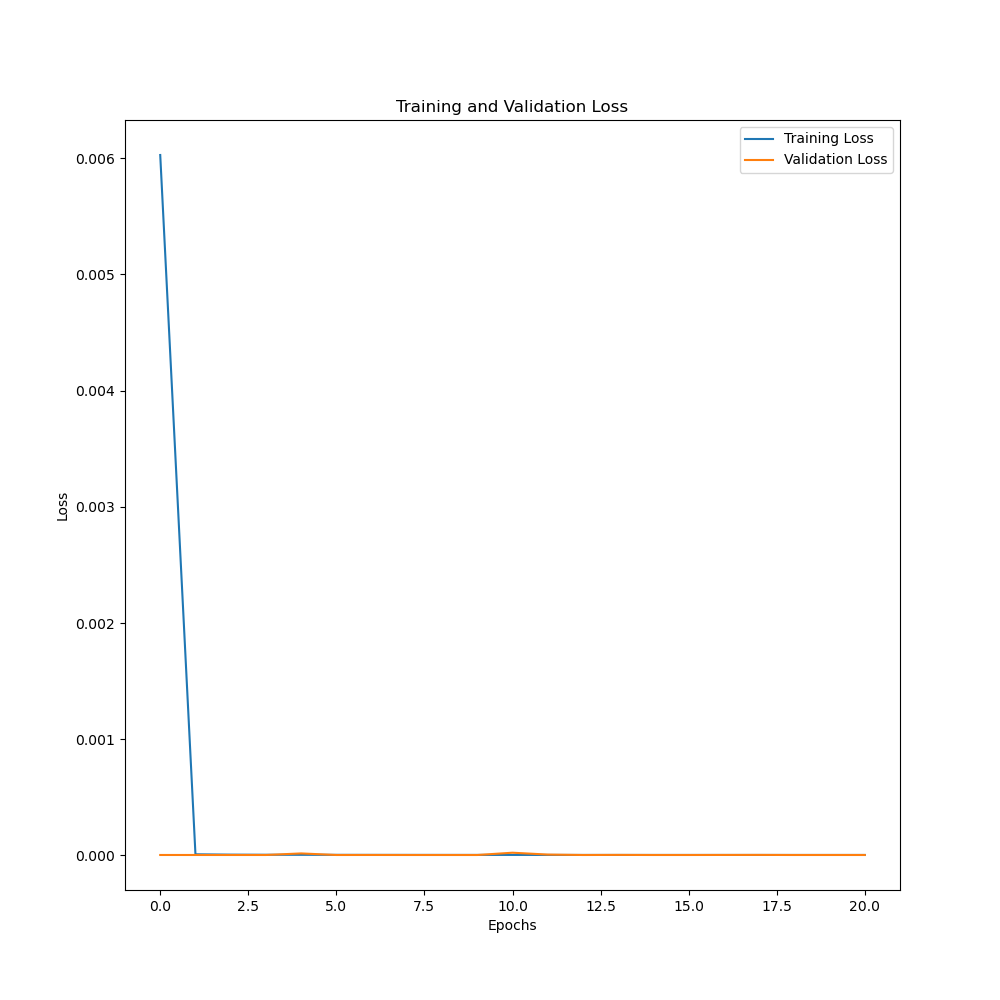 Training and Validation Loss
Training Loss
Validation Loss
0.006
0.005
0.004
0.003
0.002
0.001
0.000
Loss
0.0 2.5 5.0 7.5 10.0 12.5 15.0 17.5 20.0
Epochs